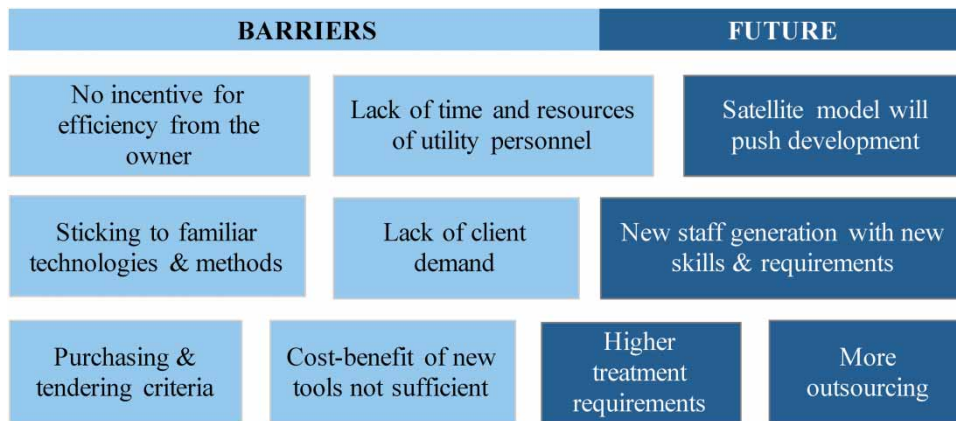 BARRIERS
FUTURE
No incentive for
efficiency from the
owner
Lack of time and resources
of utility personnel
Satellite model will
push development
Sticking to familiar
technologies & methods
Lack of client
demand
New staff generation with new
skills & requirements
Purchasing &
tendering criteria
Cost-benefit of new
tools not sufficient
Higher
treatment
requirements
More
outsourcing